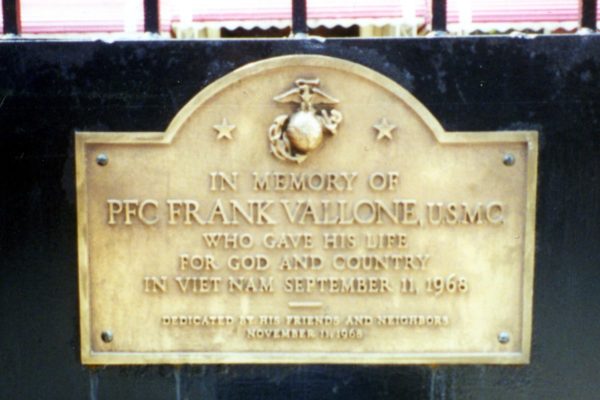 IN MEMORY OF
PFC FRANK VALLONE, U.S.M.C.
WHO GAVE HIS LIFE
FOR GOD AND COUNTRY
IN VIET NAM SEPTEMBER 11, 1968
DEDICATED BY HIS FRIENDS AND NEIGHBORS
NOVEMBER 11, 1968